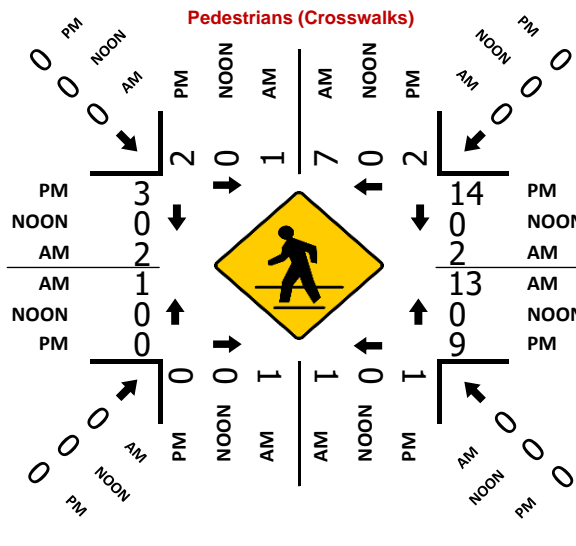 Pedestrians (Crosswalks)
PM NOON AM
0 0 0
PM NOON AM AM NOON PM
PM NOON AM
0 0 0
2 0 1 7 0 2
PM 3 14 PM
NOON 0 0 NOON
AM 2 2 AM
AM 1 13 AM
NOON 0 0 NOON
PM 0 9 PM
0 0 1 1 0 1
PM NOON AM AM NOON PM
0 0 0
AM NOON PM
0 0 0
AM NOON PM